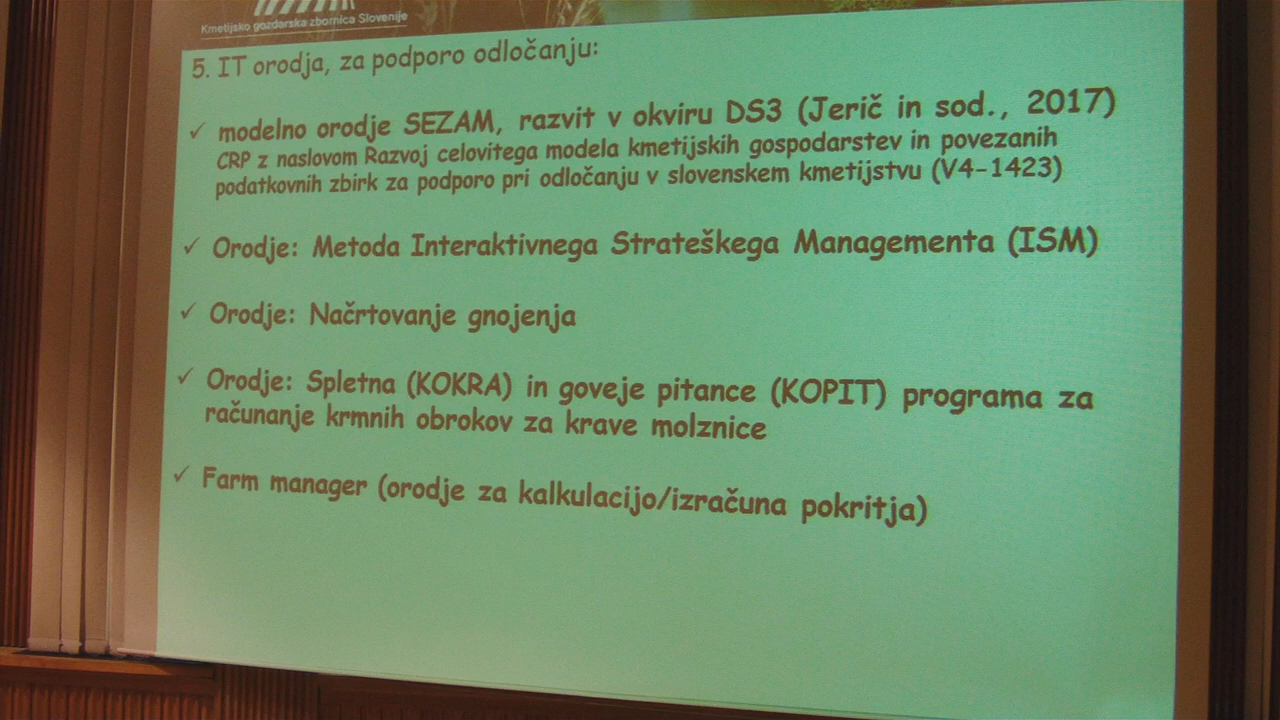 Kmetijsko gozdarska zbornica Slovenije
5. IT orodja, za podporo odločanju:
✓ modelno orodje SEZAM, razvit v okviru DS3 (Jerič in sod., 2017)
CRP z naslovom Razvoj celovitega modela kmetijskih gospodarstev in povezanih
podatkovnih zbirk za podporo pri odločanju v slovenskem kmetijstvu (V4-1423)
✓ Orodje: Metoda Interaktivnega Strateškega Managementa (ISM)
✓ Orodje: Načrtovanje gnojenja
✓ Orodje: Spletna (KOKRA) in goveje pitance (KOPIT) programa za
računanje krmnih obrokov za krave molznice
✓ Farm manager (orodje za kalkulacijo/izračuna pokritja)